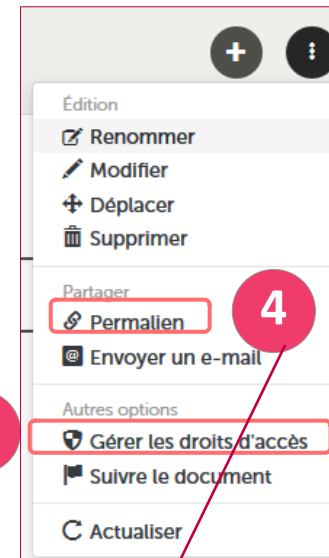 Édition
Renommer
Modifier
Déplacer
Supprimer
Partager
Permalien
4
@ Envoyer un e-mail
Autres options
Gérer les droits d'accès
Suivre le document
Actualiser